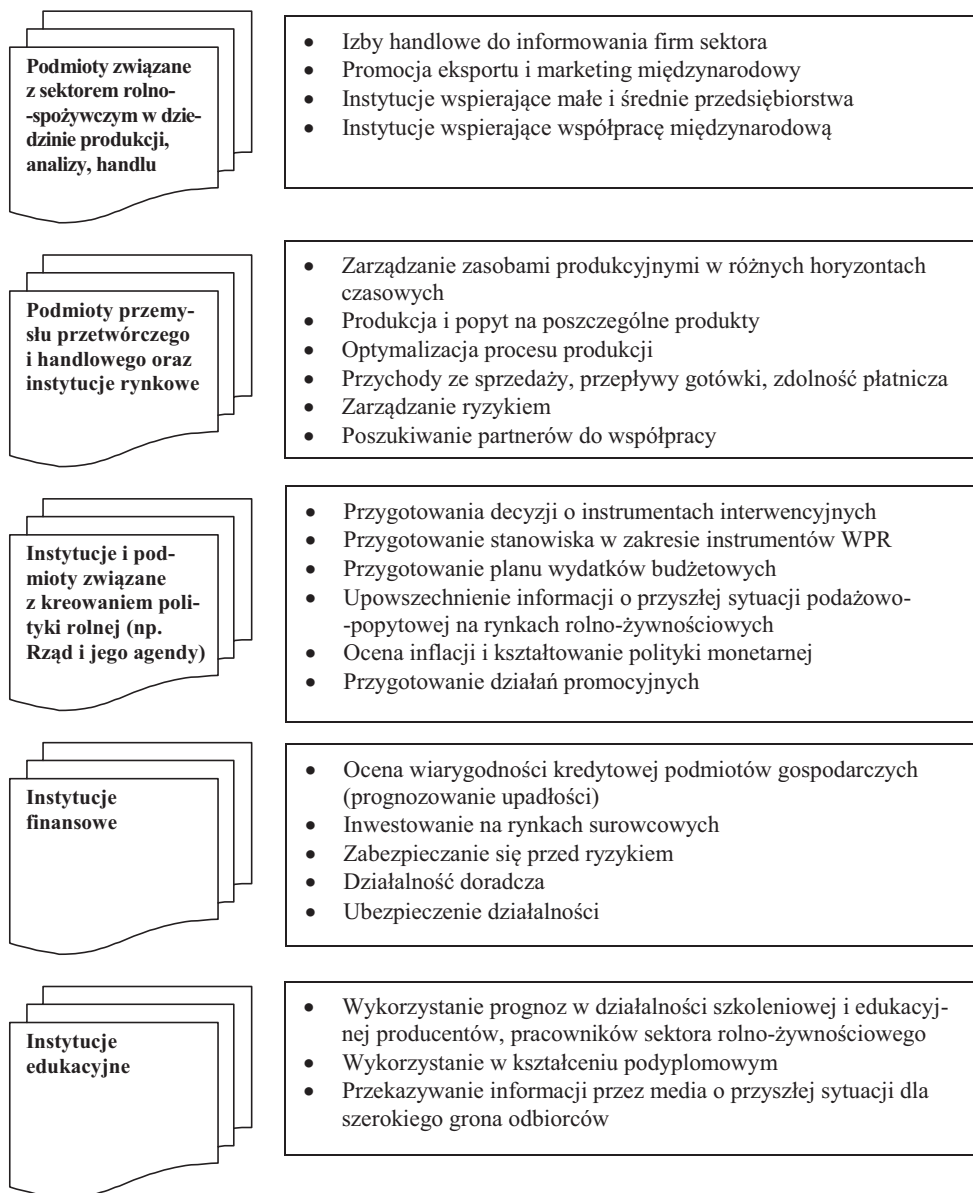 Podmioty związane
z sektorem rolno-
-spożywczym w dzie-
dzinie produkcji,
analizy, handlu
• Izby handlowe do informowania firm sektora
• Promocja eksportu i marketing międzynarodowy
• Instytucje wspierające małe i średnie przedsiębiorstwa
• Instytucje wspierające współpracę międzynarodową
Podmioty przemy-
słu przetwórczego
i handlowego oraz
instytucje rynkowe
• Zarządzanie zasobami produkcyjnymi w różnych horyzontach
czasowych
• Produkcja i popyt na poszczególne produkty
• Optymalizacja procesu produkcji
• Przychody ze sprzedaży, przepływy gotówki, zdolność płatnicza
• Zarządzanie ryzykiem
• Poszukiwanie partnerów do współpracy
Instytucje i pod-
mioty związane
z kreowaniem poli-
tyki rolnej (np.
Rząd i jego agendy)
• Przygotowania decyzji o instrumentach interwencyjnych
• Przygotowanie stanowiska w zakresie instrumentów WPR
• Przygotowanie planu wydatków budżetowych
• Upowszechnienie informacji o przyszłej sytuacji podażowo-
-popytowej na rynkach rolno-żywnościowych
• Ocena inflacji i kształtowanie polityki monetarnej
• Przygotowanie działań promocyjnych
Instytucje
finansowe
• Ocena wiarygodności kredytowej podmiotów gospodarczych
(prognozowanie upadłości)
• Inwestowanie na rynkach surowcowych
• Zabezpieczanie się przed ryzykiem
• Działalność doradcza
• Ubezpieczenie działalności
Instytucje
edukacyjne
• Wykorzystanie prognoz w działalności szkoleniowej i edukacyj-
nej producentów, pracowników sektora rolno-żywnościowego
• Wykorzystanie w kształceniu podyplomowym
• Przekazywanie informacji przez media o przyszłej sytuacji dla
szerokiego grona odbiorców